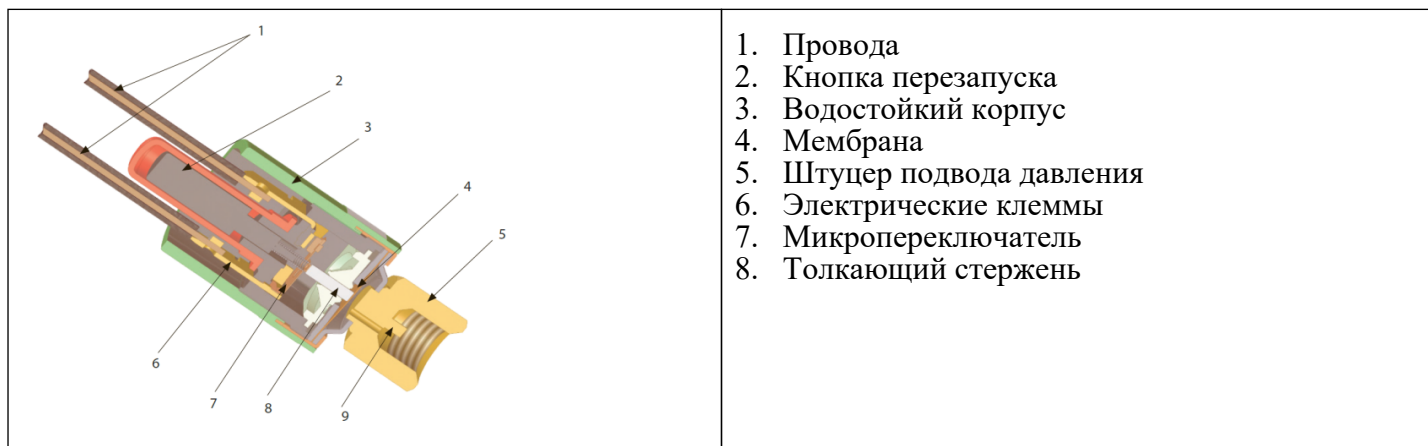 1
2
3
4
5
6
7
8
9
1. Провода
2. Кнопка перезапуска
3. Водостойкий корпус
4. Мембрана
5. Штуцер подвода давления
6. Электрические клеммы
7. Микропереключатель
8. Толкающий стержень